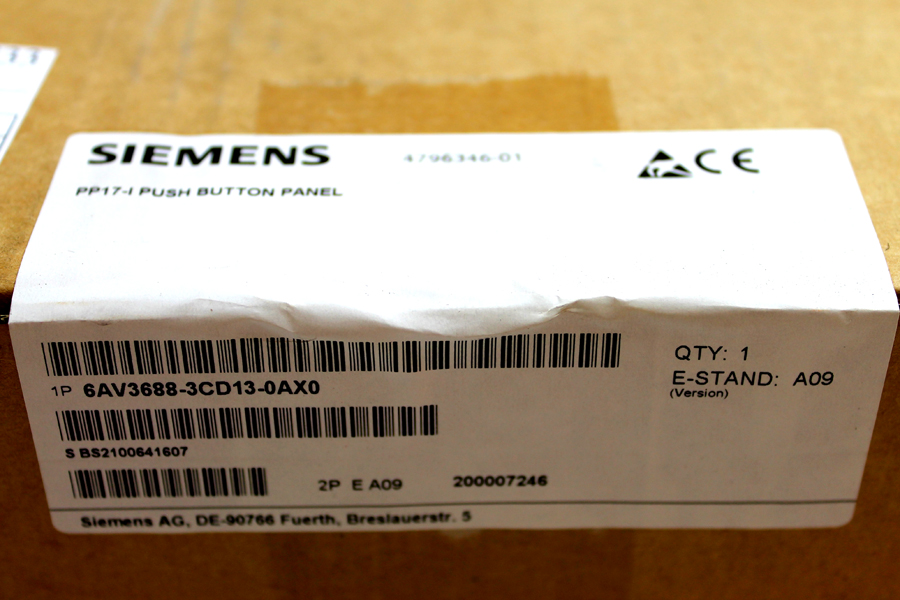 SIEMENS 4796346-01 CE
PP17-I PUSH BUTTON PANEL
QTY: 1
1P 6AV3688-3CD13-0AX0
E-STAND: A09
(Version)
S BS2100641607
2P E A09 200007246
Siemens AG, DE-90766 Fuerth, Breslauerstr. 5